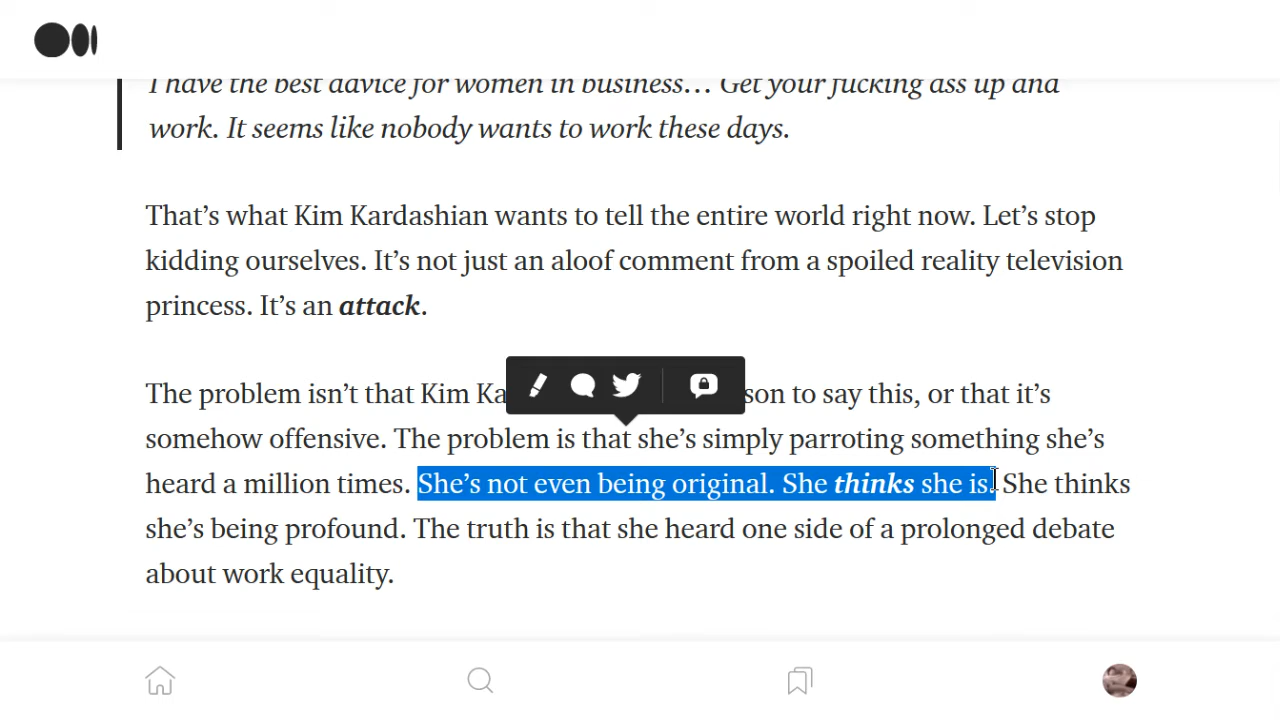 I have the best advice for women in business… Get your fucking ass up and
work. It seems like nobody wants to work these days.
That’s what Kim Kardashian wants to tell the entire world right now. Let’s stop
kidding ourselves. It’s not just an aloof comment from a spoiled reality television
princess. It’s an attack.
The problem isn’t that Kim Ka son to say this, or that it’s
somehow offensive. The problem is that she’s simply parroting something she’s
heard a million times. She’s not even being original. She thinks she is. She thinks
she’s being profound. The truth is that she heard one side of a prolonged debate
about work equality.